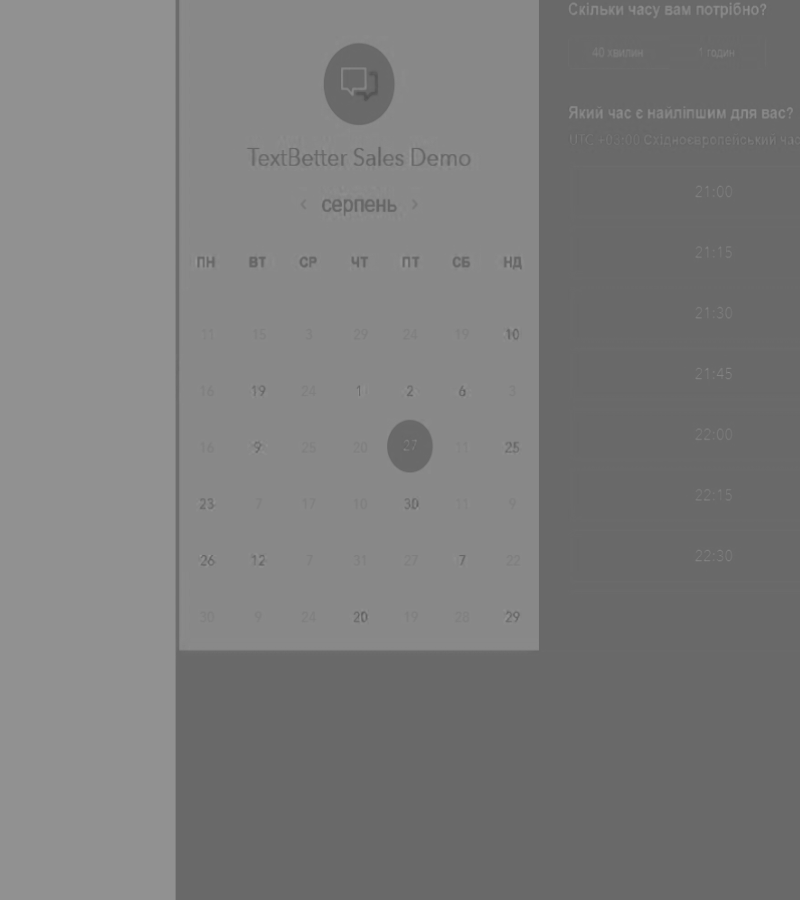 TextBetter Sales Demo
‹ серпень ›
ПН ВТ СР ЧТ ПТ СБ НД
11 15 3 29 24 19 10
16 19 24 1 2 6 3
16 9 25 20 27 11 25
23 7 17 10 30 11 9
26 12 7 31 27 7 22
30 9 24 20 19 28 29
Скільки часу вам потрібно?
40 хвилин 1 годин
Який час є найліпшим для вас?
UTC +03:00 Східноєвропейський час
21:00
21:15
21:30
21:45
22:00
22:15
22:30